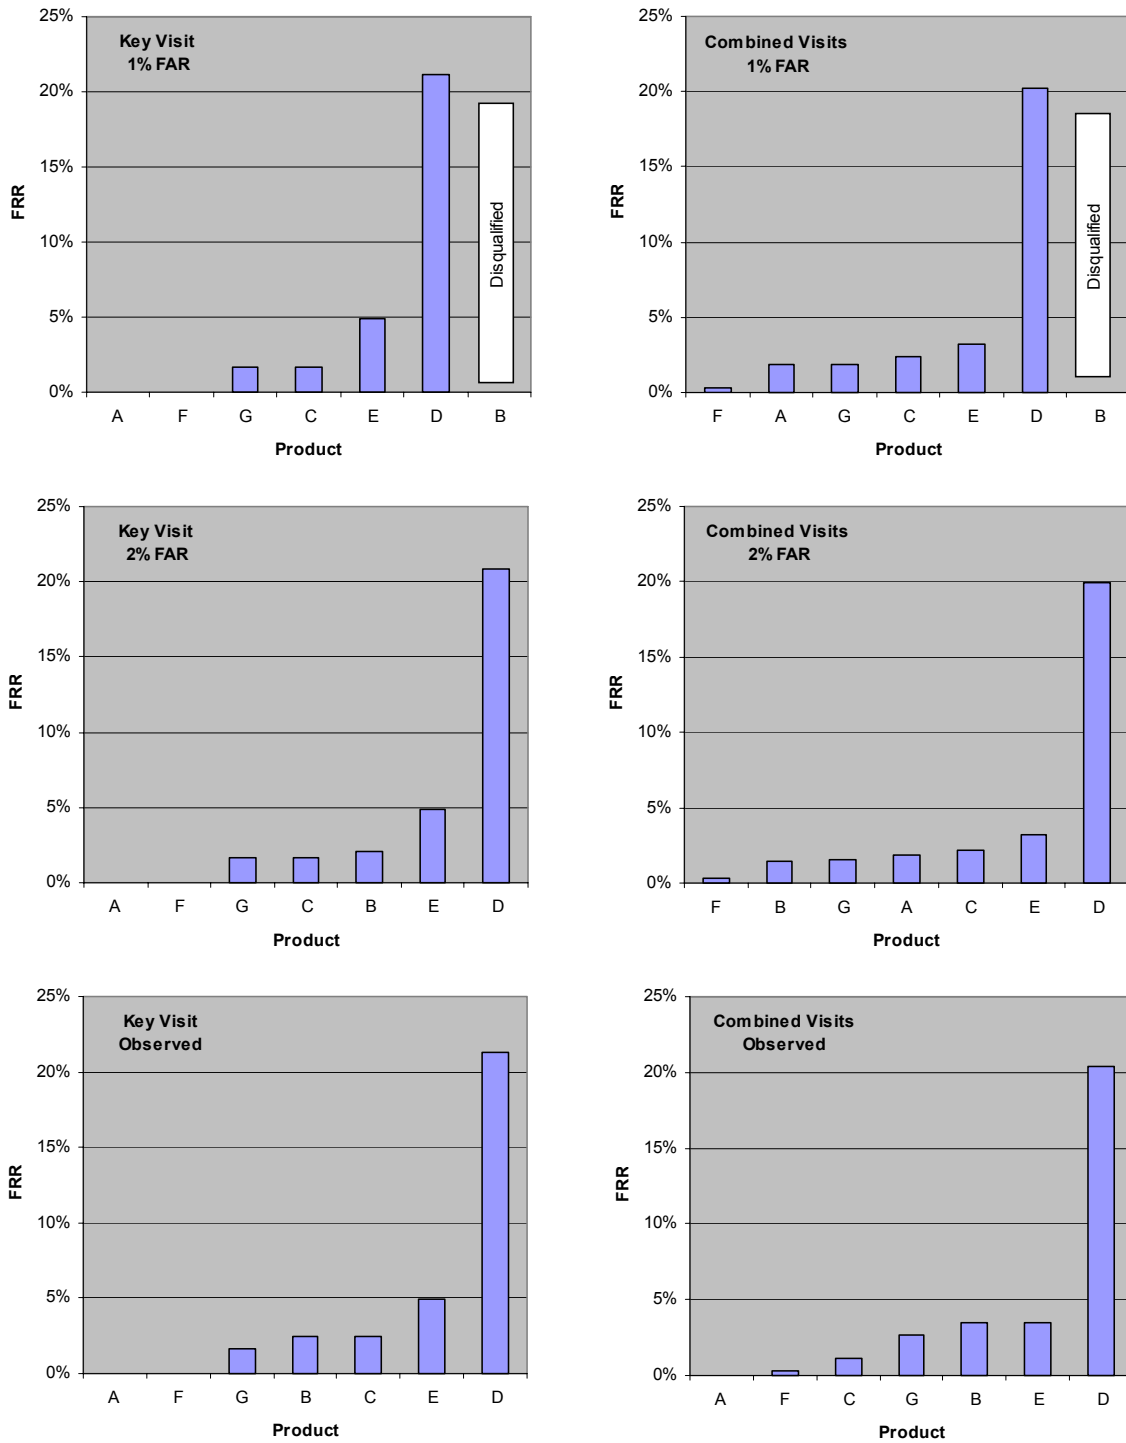 Key Visit
1% FAR
25%
20%
15%
10%
5%
0%
FRR
Disqualified
A F G C E D B
Product
Combined Visits
1% FAR
25%
20%
15%
10%
5%
0%
FRR
Disqualified
F A G C E D B
Product
Key Visit
2% FAR
25%
20%
15%
10%
5%
0%
FRR
A F G C B E D
Product
Combined Visits
2% FAR
25%
20%
15%
10%
5%
0%
FRR
F B G A C E D
Product
Key Visit
Observed
25%
20%
15%
10%
5%
0%
FRR
A F G B C E D
Product
Combined Visits
Observed
25%
20%
15%
10%
5%
0%
FRR
A F C G B E D
Product